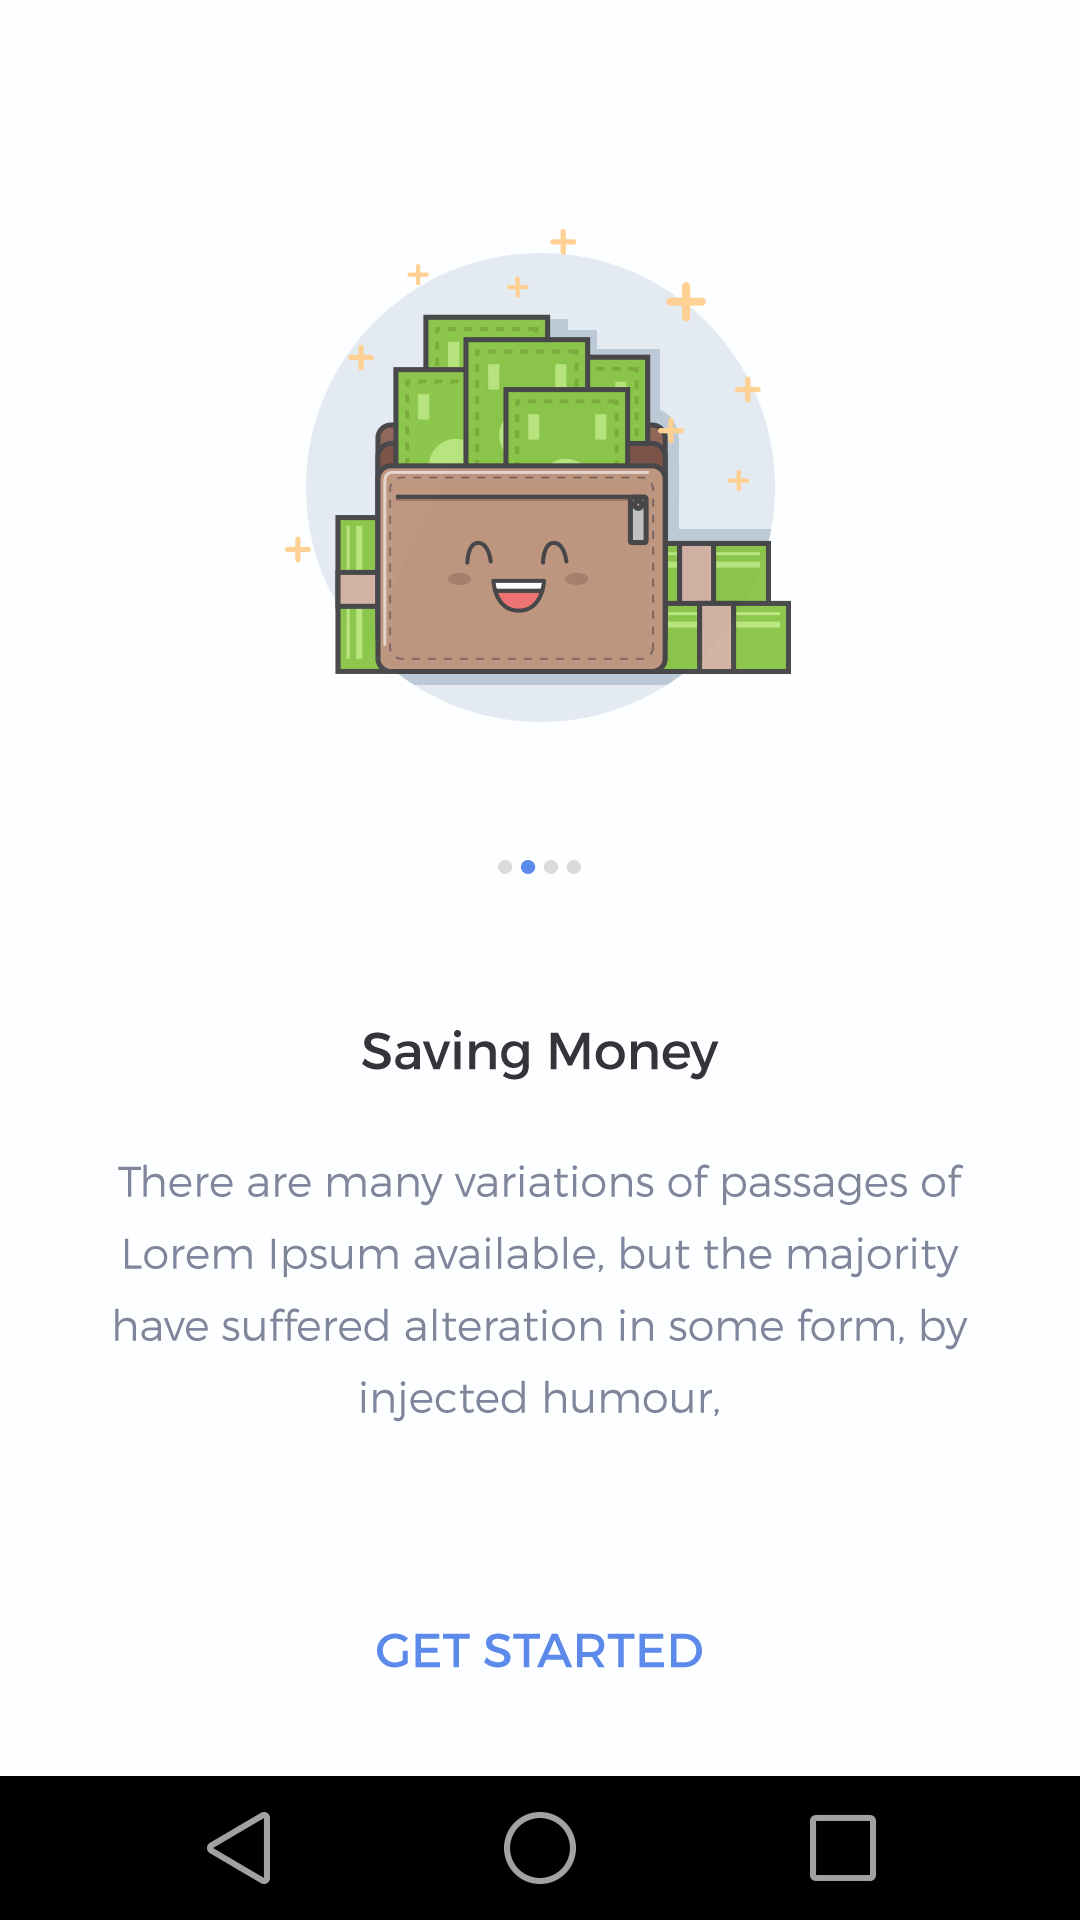 Saving Money
There are many variations of passages of
Lorem Ipsum available, but the majority
have suffered alteration in some form, by
injected humour,
GET STARTED